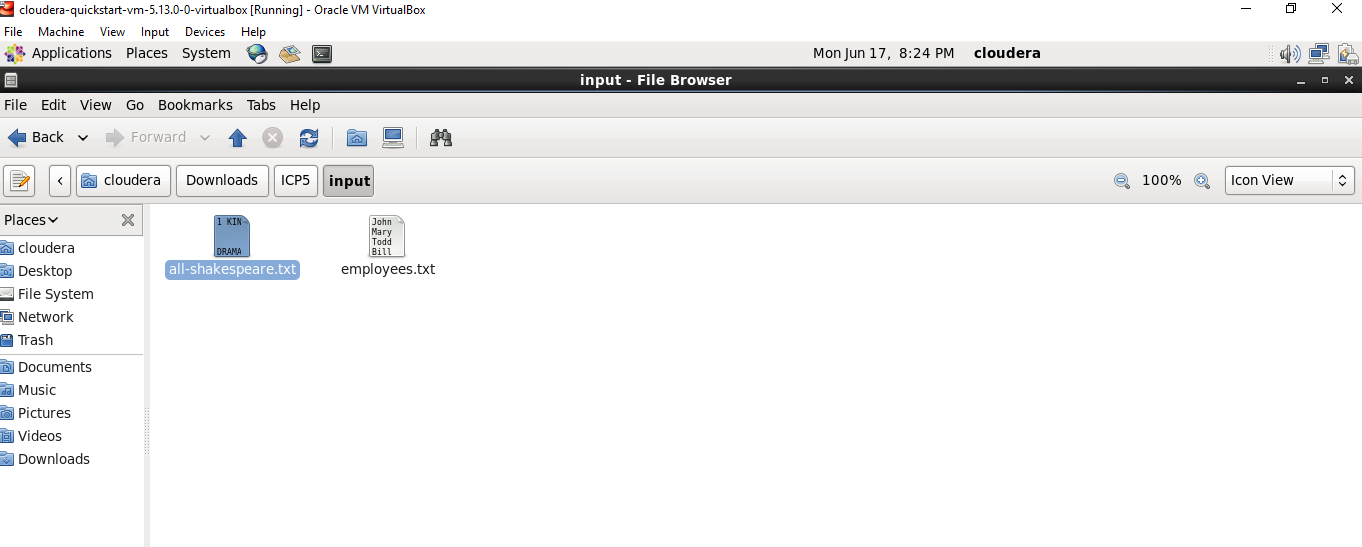 cloudera-quickstart-vm-5.13.0-0-virtualbox [Running] - Oracle VM VirtualBox
File Machine View Input Devices Help
Applications Places System Mon Jun 17, 8:24 PM cloudera
input - File Browser
File Edit View Go Bookmarks Tabs Help
Back Forward
cloudera Downloads ICP5 input 100% Icon View
Places
cloudera
Desktop
File System
Network
Trash
Documents
Music
Pictures
Videos
Downloads
1 KIN
DRAMA
all-shakespeare.txt
John
Mary
Todd
Bill
employees.txt